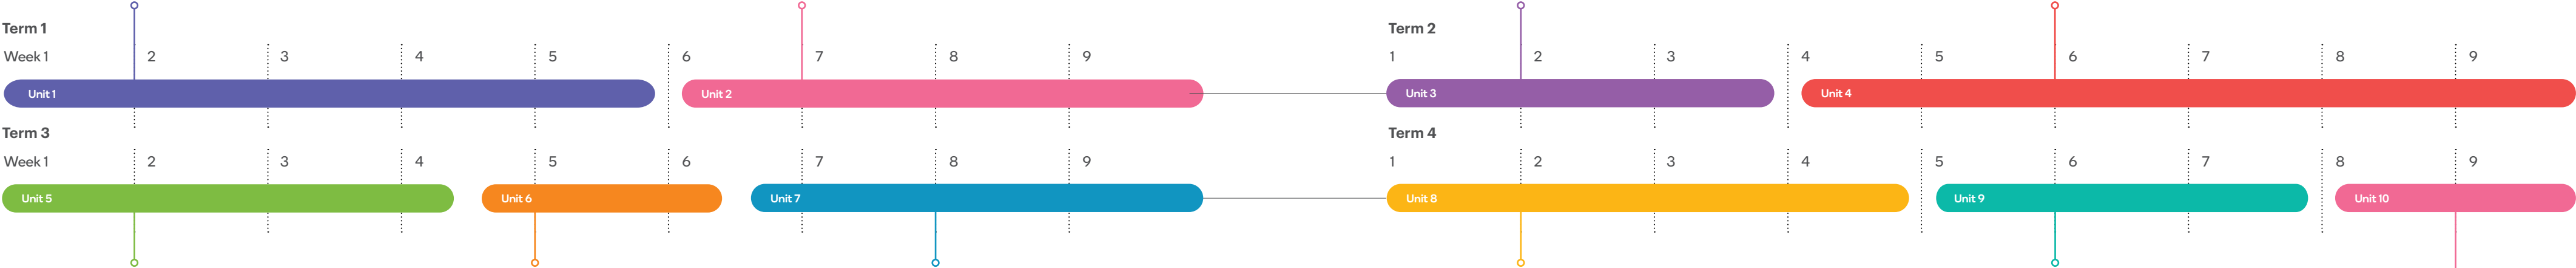 Term 1
Term 2
Week 1 2 3 4 5 6 7 8 9
1 2 3 4 5 6 7 8 9
Unit 1
Unit 2
Unit 3
Unit 4
Term 3
Term 4
Week 1 2 3 4 5 6 7 8 9
1 2 3 4 5 6 7 8 9
Unit 5
Unit 6
Unit 7
Unit 8
Unit 9
Unit 10